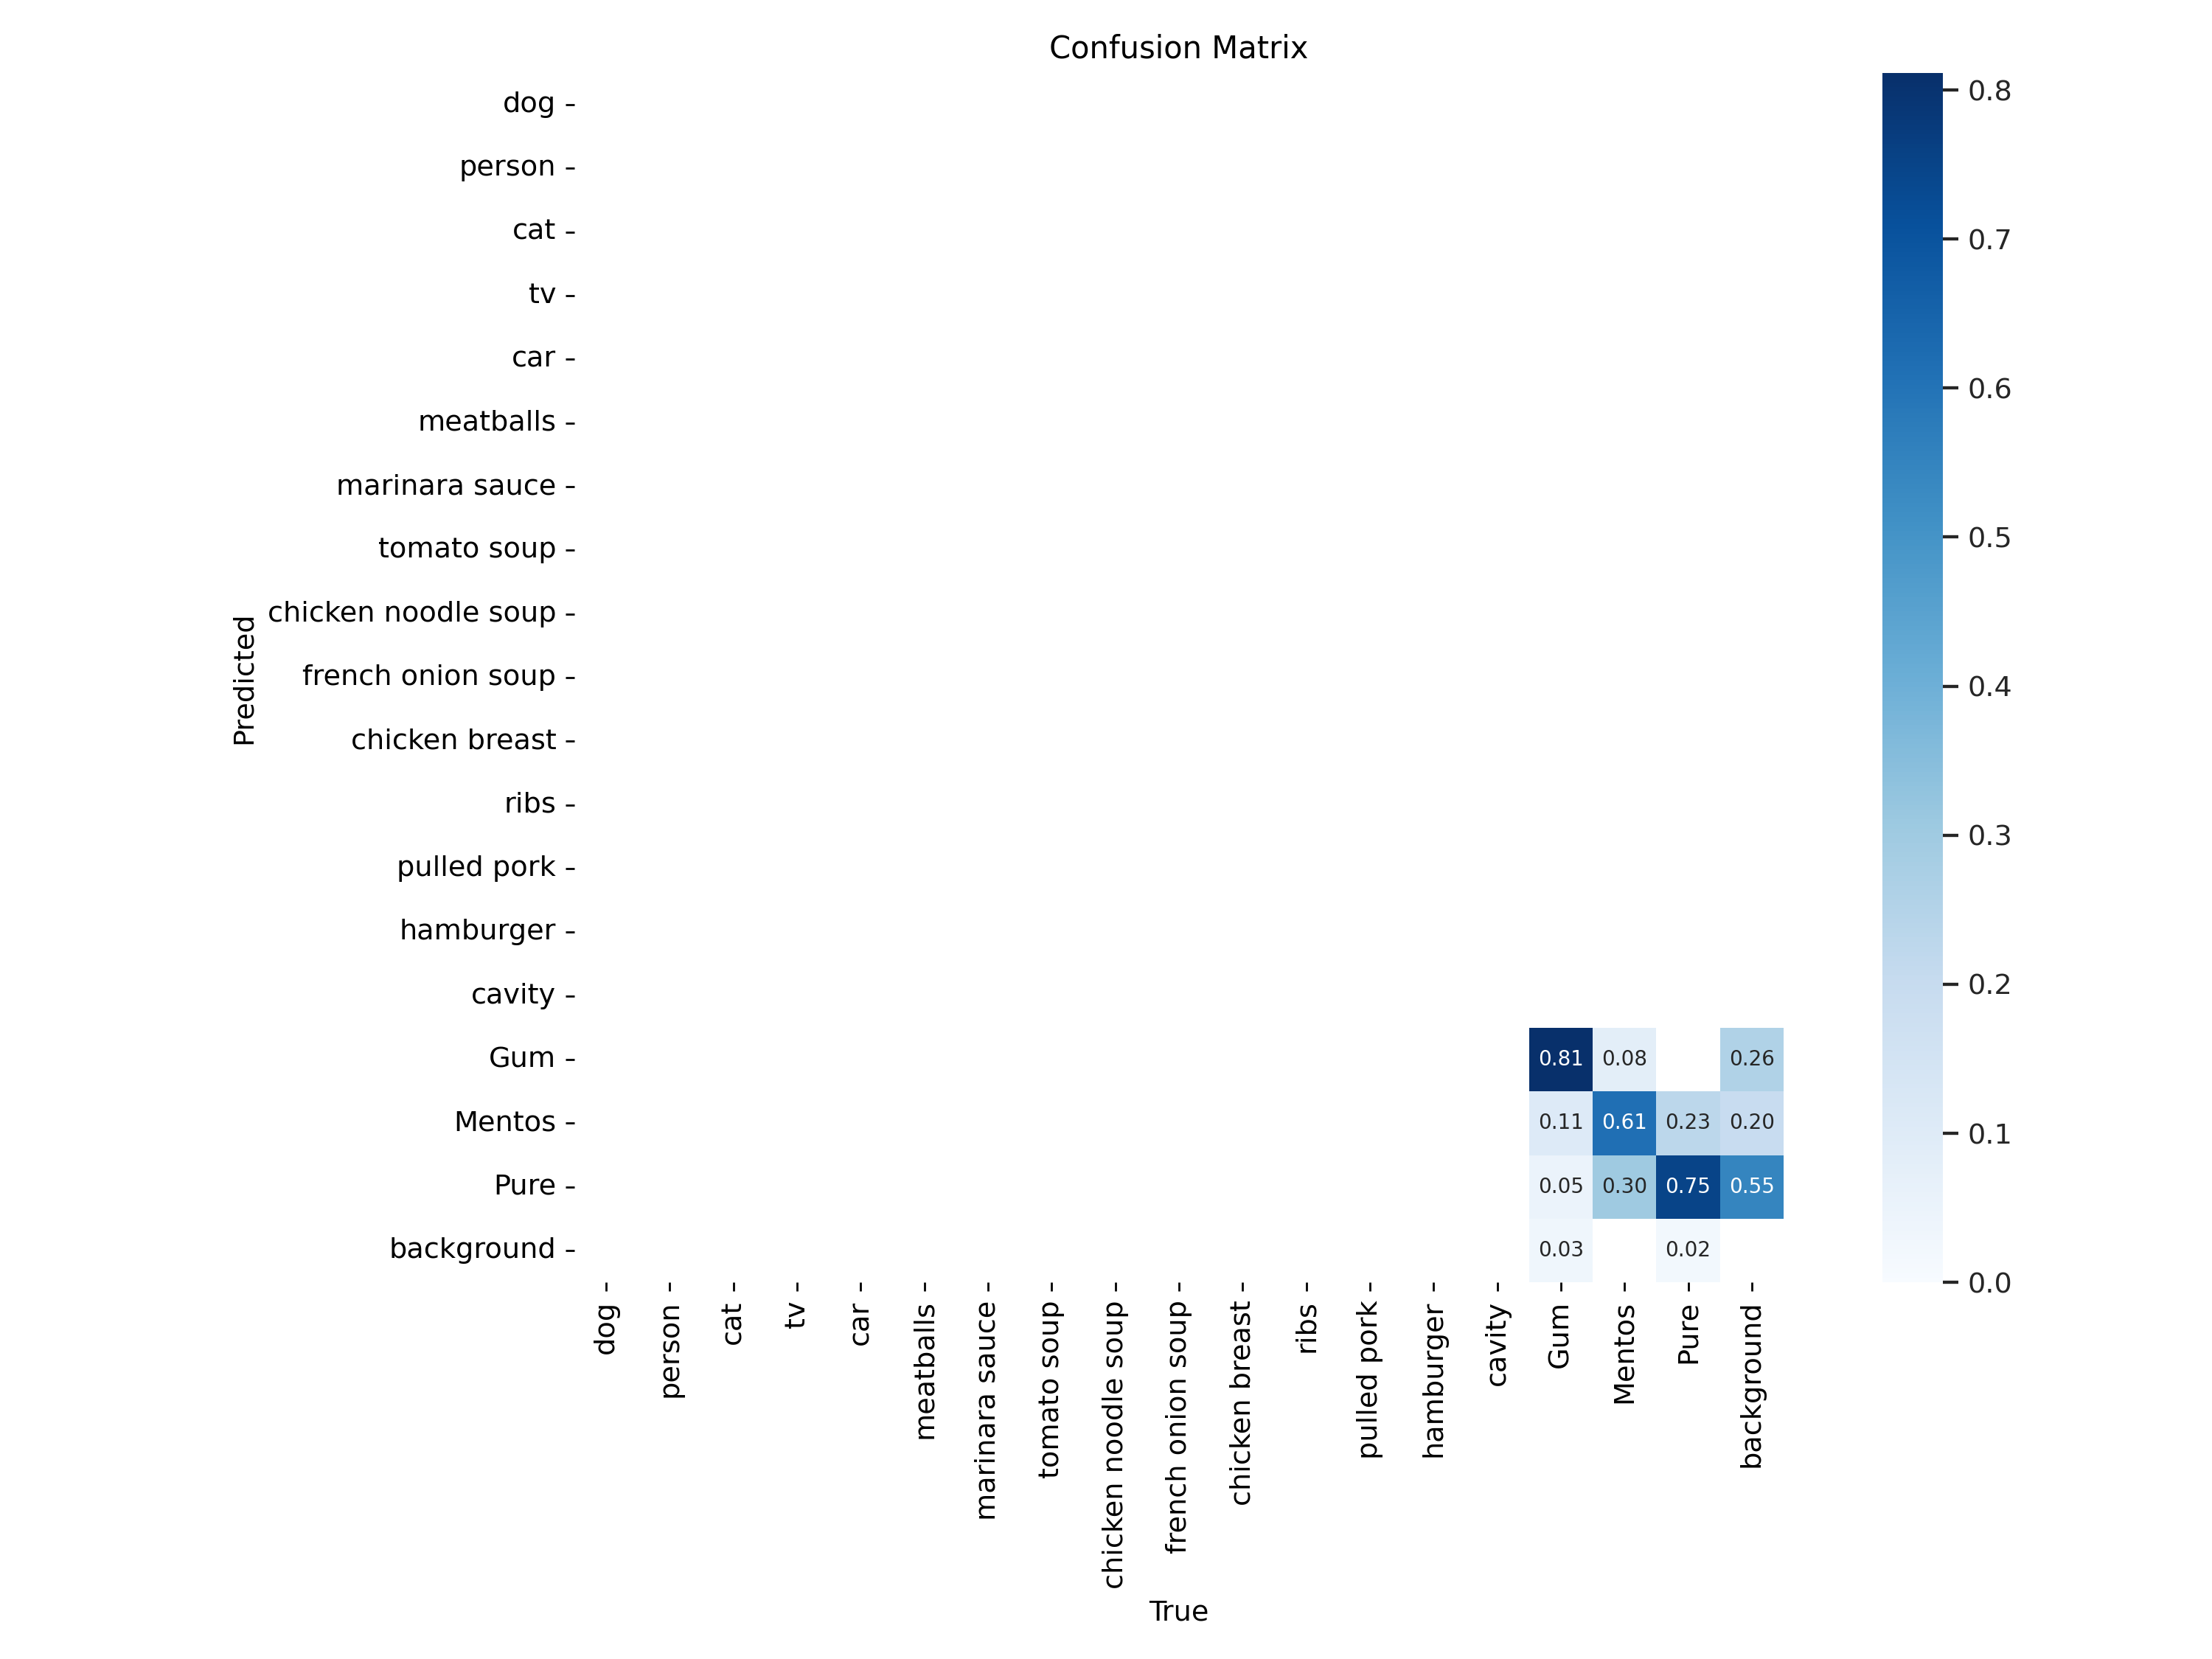 Confusion Matrix
dog
person
cat
tv
car
meatballs
marinara sauce
tomato soup
chicken noodle soup
french onion soup
chicken breast
ribs
pulled pork
hamburger
cavity
Gum
Mentos
Pure
background
Predicted
0.81 0.08 0.26
0.11 0.61 0.23 0.20
0.05 0.30 0.75 0.55
0.03 0.02
dog
person
cat
tv
car
meatballs
marinara sauce
tomato soup
chicken noodle soup
french onion soup
chicken breast
ribs
pulled pork
hamburger
cavity
Gum
Mentos
Pure
background
True
0.8
0.7
0.6
0.5
0.4
0.3
0.2
0.1
0.0